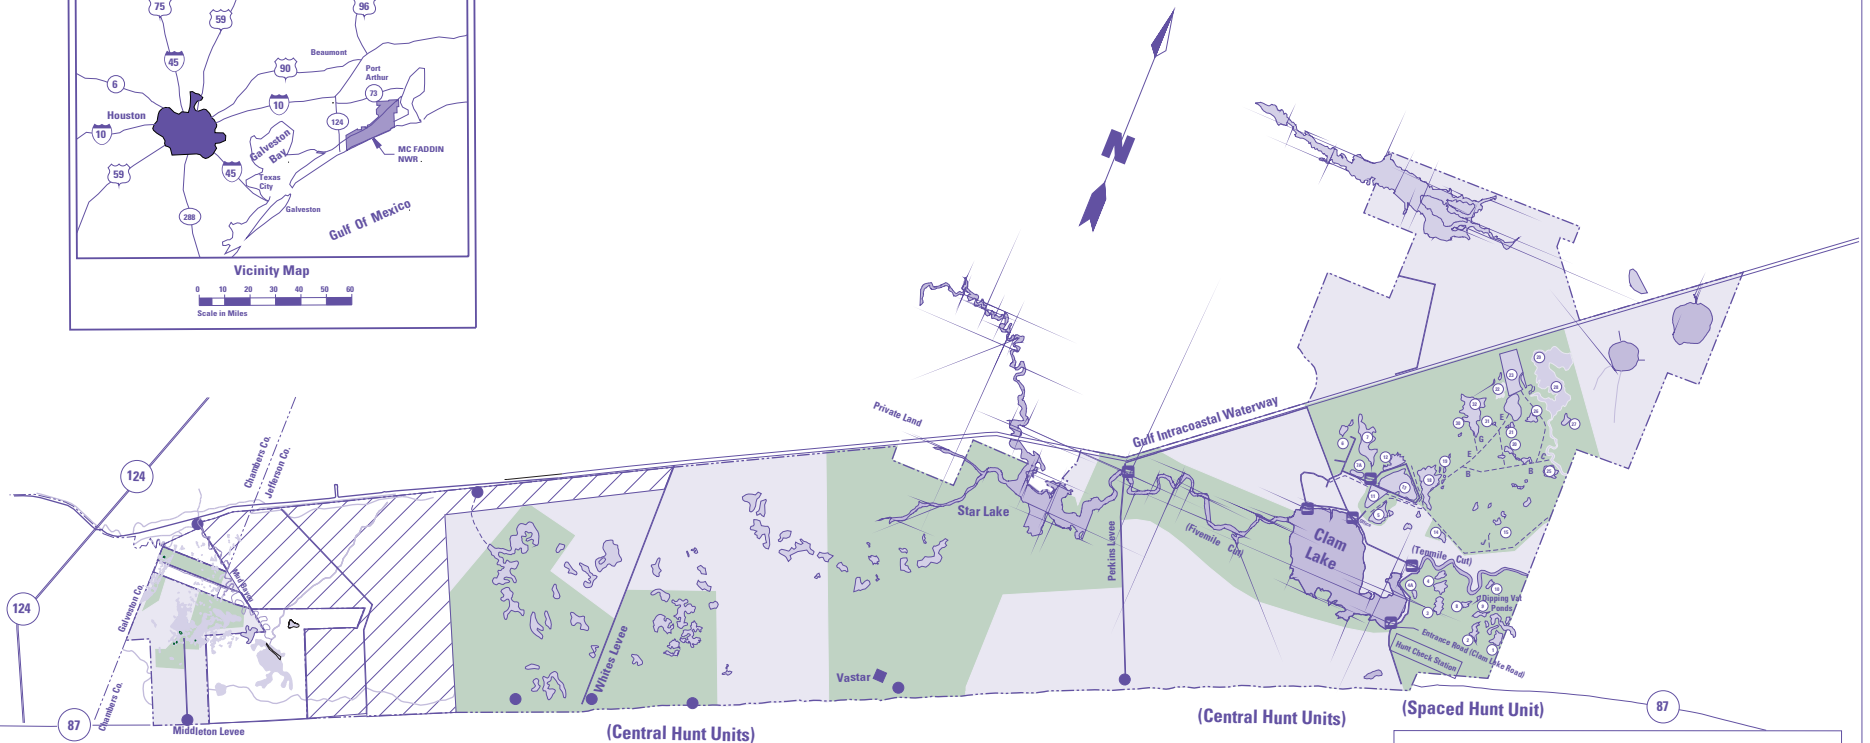 75
59
96
45
Beaumont
90
Port
Arthur
6
73
10
Houston
124
10
Galveston
Bay
MC FADDIN
NWR .
59
45
Texas
City
288
Galveston
Gulf Of Mexico
Vicinity Map
0 10 20 30 40 50 60
Scale in Miles
N
124
Chambers Co.
Jefferson Co.
Private Land
Gulf Intracoastal Waterway
Star Lake
Perkins Levee
(Fivemile Cut)
Clam
Lake
(Tenmile Cut)
Dipping Vat
Ponds
Entrance Road (Clam Lake Road)
Hunt Check Station
124
Galveston Co.
Chambers Co.
Mud Bayou
Whites Levee
Vastar
87
Middleton Levee
(Central Hunt Units)
(Central Hunt Units)
(Spaced Hunt Unit)
87
E
G
E
B
B